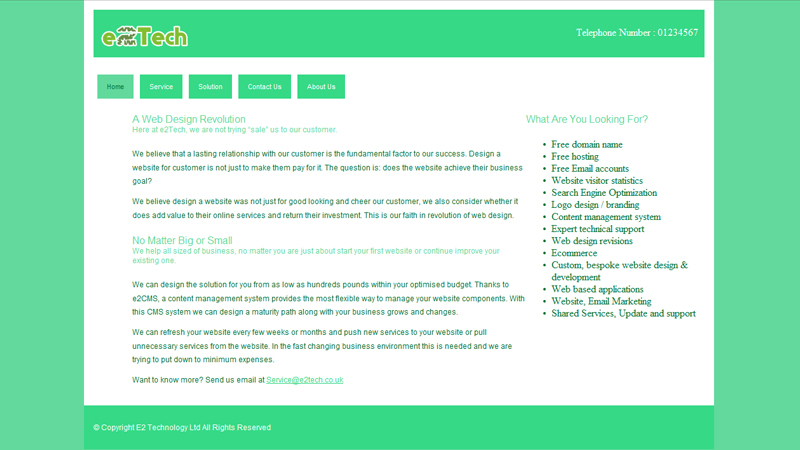 e2Tech
Telephone Number : 01234567
Home Service Solution Contact Us About Us
A Web Design Revolution
Here at e2Tech, we are not trying "sale" us to our customer.
We believe that a lasting relationship with our customer is the fundamental factor to our success. Design a
website for customer is not just to make them pay for it. The question is: does the website achieve their business
goal?
We believe design a website was not just for good looking and cheer our customer, we also consider whether it
does add value to their online services and return their investment. This is our faith in revolution of web design.
No Matter Big or Small
We help all sized of business, no matter you are just about start your first website or continue improve your
existing one.
We can design the solution for you from as low as hundreds pounds within your optimised budget. Thanks to
e2CMS, a content management system provides the most flexible way to manage your website components. With
this CMS system we can design a maturity path along with your business grows and changes.
We can refresh your website every few weeks or months and push new services to your website or pull
unnecessary services from the website. In the fast changing business environment this is needed and we are
trying to put down to minimum expenses.
Want to know more? Send us email at Service@e2tech.co.uk
What Are You Looking For?
• Free domain name
• Free hosting
• Free Email accounts
• Website visitor statistics
• Search Engine Optimization
• Logo design / branding
• Content management system
• Expert technical support
• Web design revisions
• Ecommerce
• Custom, bespoke website design &
development
• Web based applications
• Website, Email Marketing
• Shared Services, Update and support
© Copyright E2 Technology Ltd All Rights Reserved